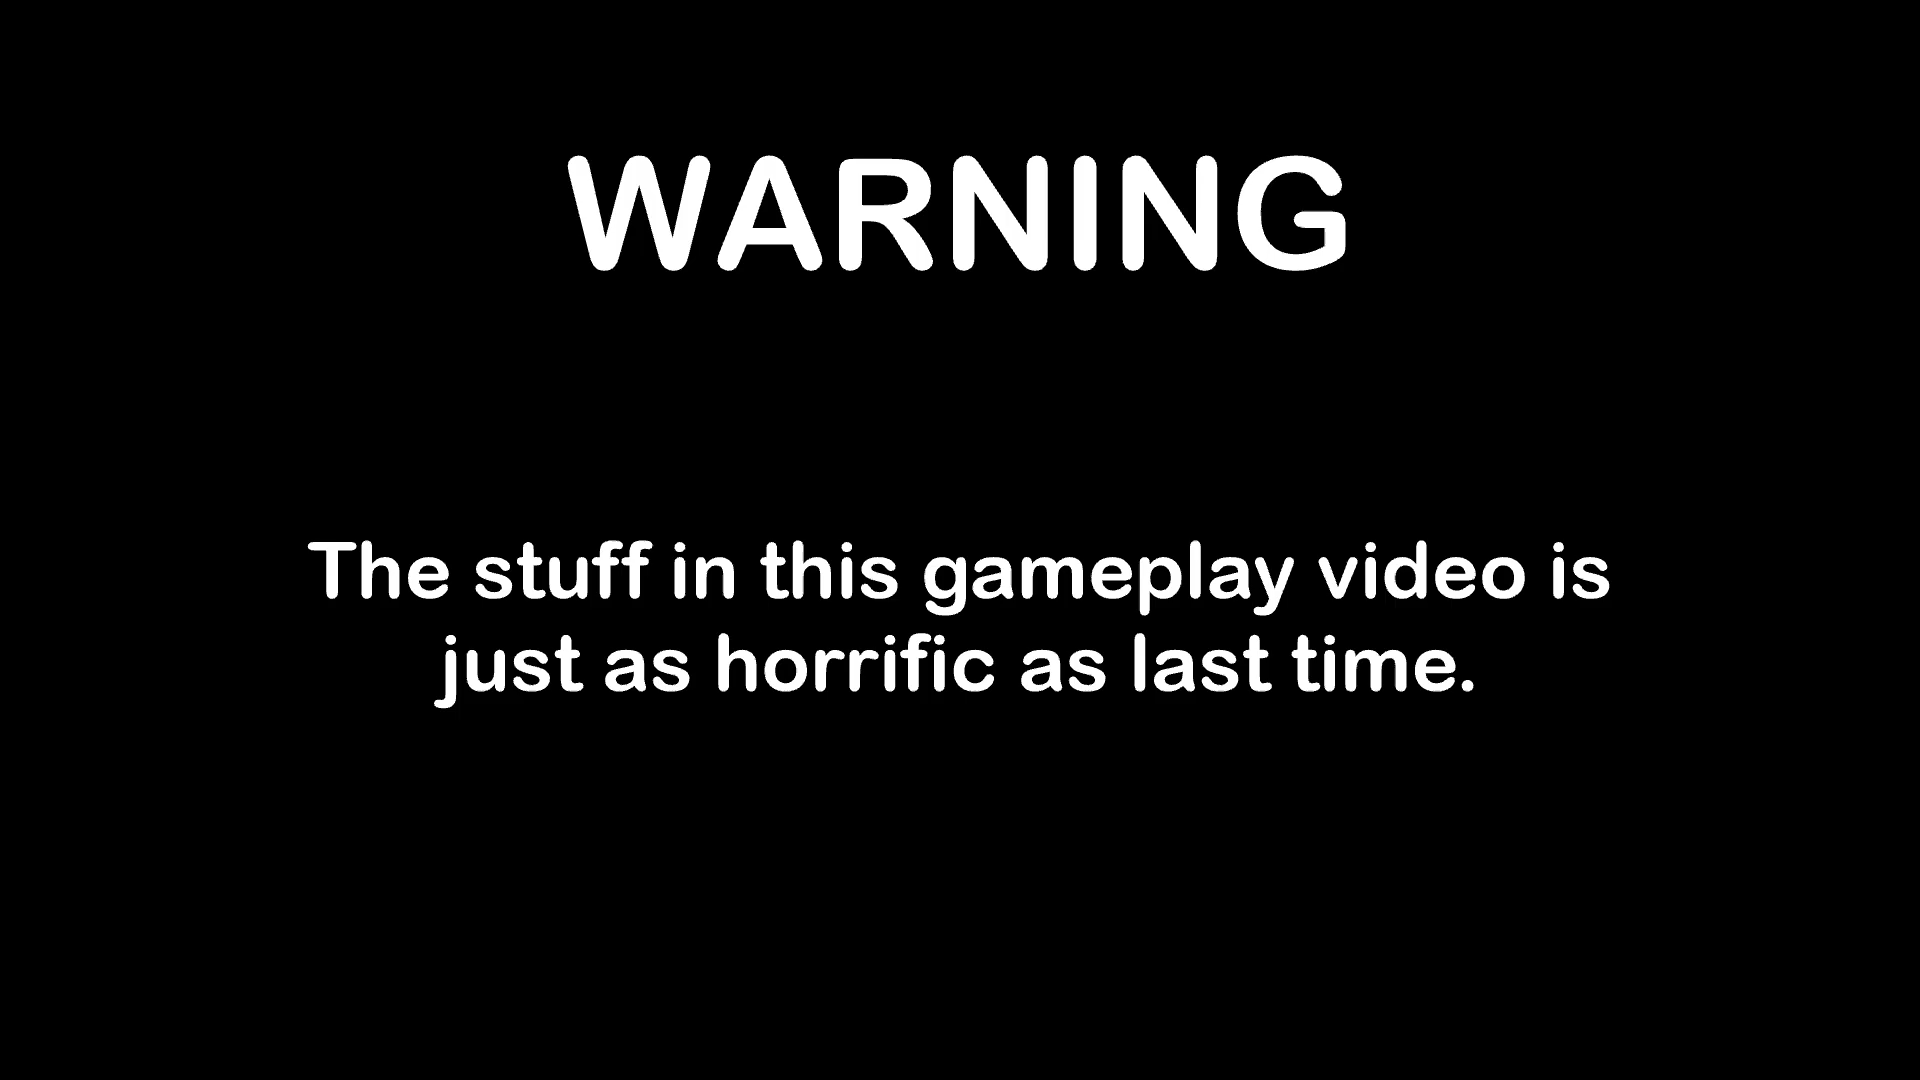 WARNING
The stuff in this gameplay video is
just as horrific as last time.